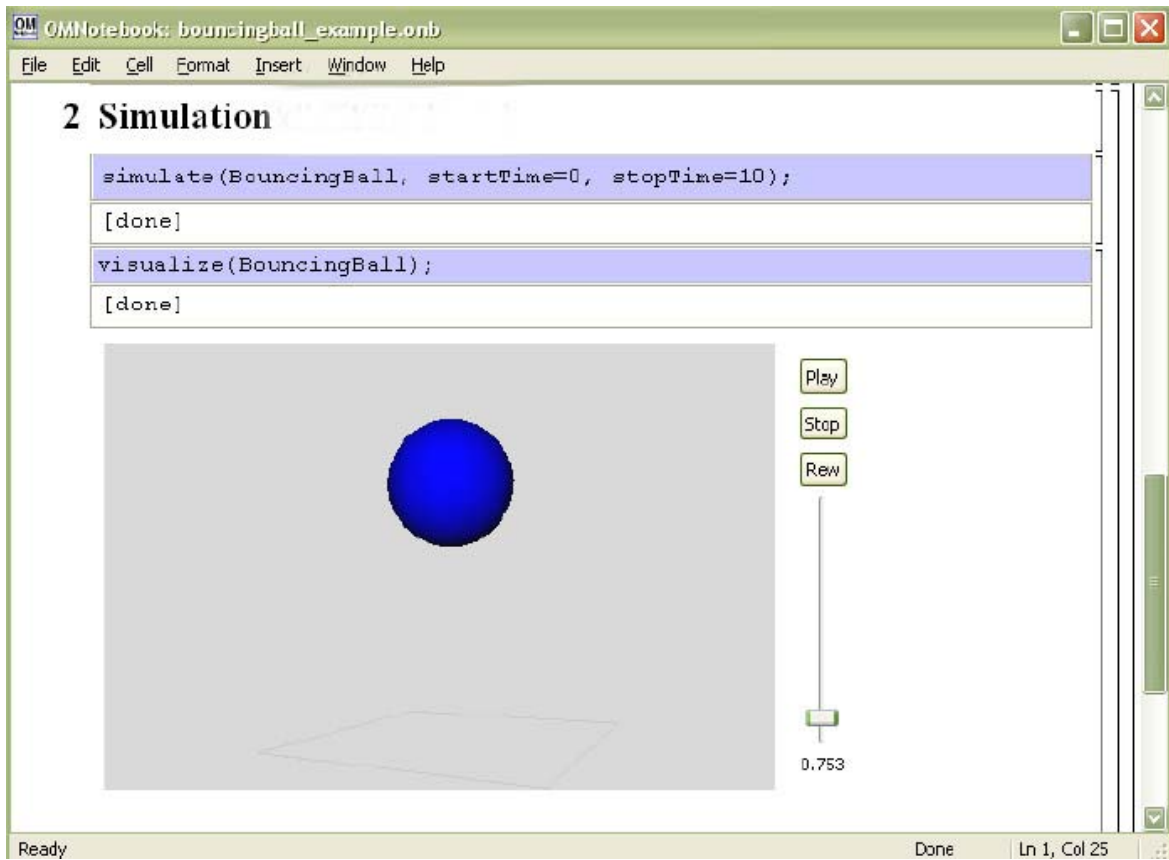 OMNotebook: bouncingball_example.onb
File Edit Cell Format Insert Window Help
2 Simulation
simulate(BouncingBall, startTime=0, stopTime=10);
[done]
visualize(BouncingBall);
[done]
Play
Stop
Rew
0.753
Ready Done Ln 1, Col 25